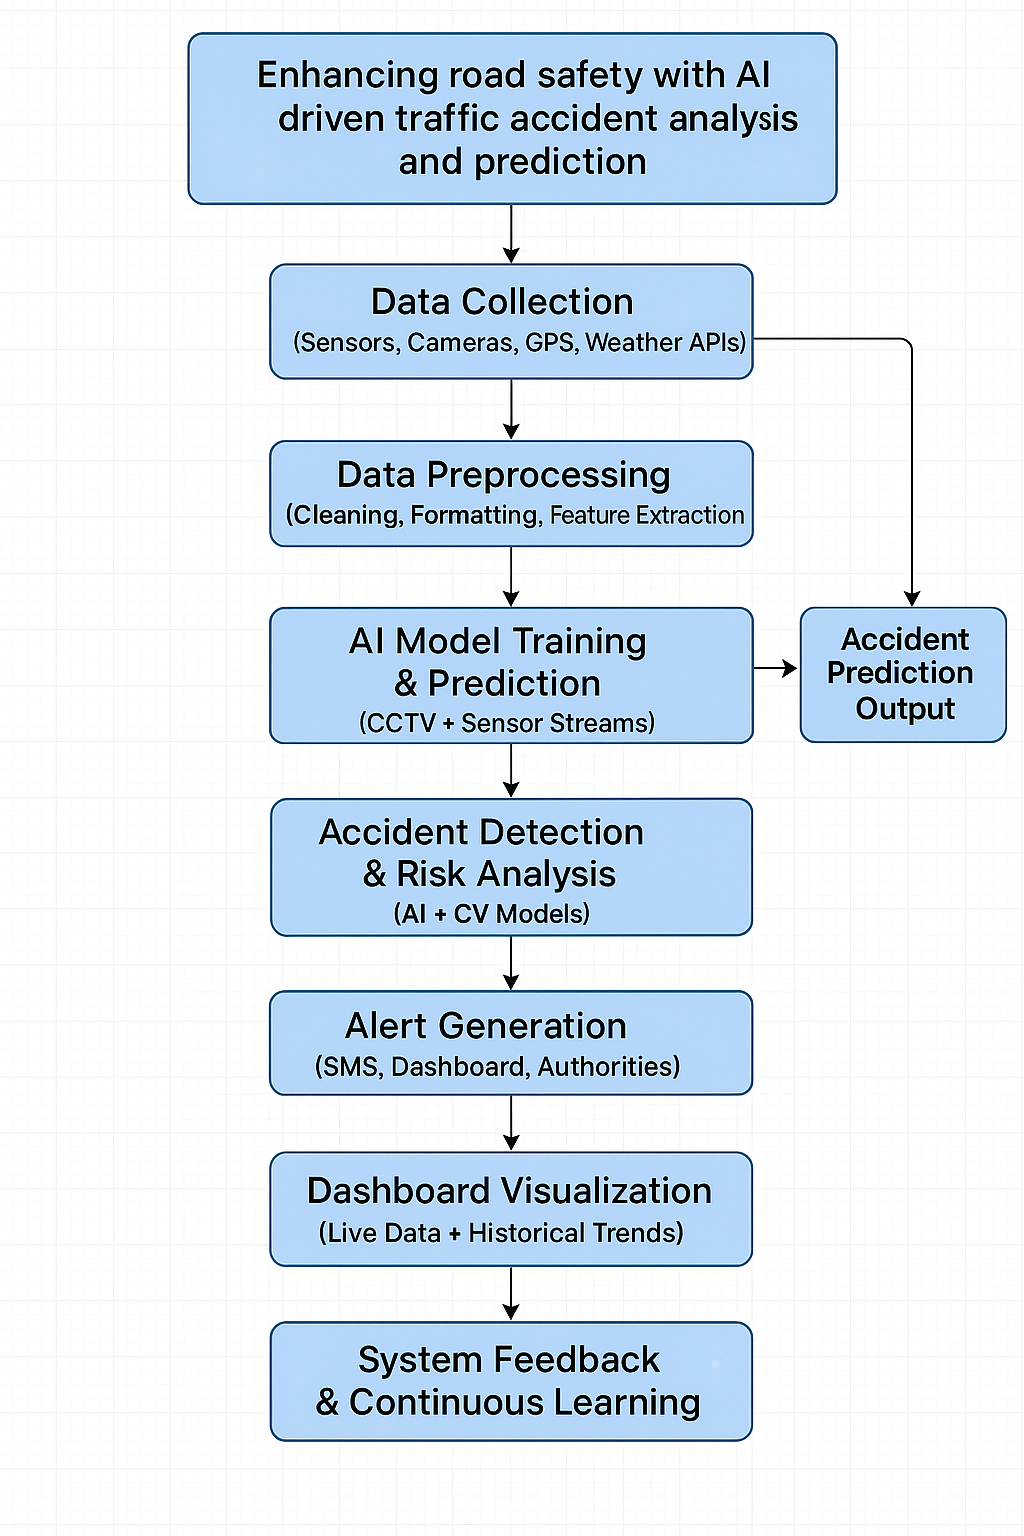 Enhancing road safety with AI
driven traffic accident analysis
and prediction
Data Collection
(Sensors, Cameras, GPS, Weather APIs)
Data Preprocessing
(Cleaning, Formatting, Feature Extraction
AI Model Training
& Prediction
(CCTV + Sensor Streams)
Accident
Prediction
Output
Accident Detection
& Risk Analysis
(AI + CV Models)
Alert Generation
(SMS, Dashboard, Authorities)
Dashboard Visualization
(Live Data + Historical Trends)
System Feedback
& Continuous Learning